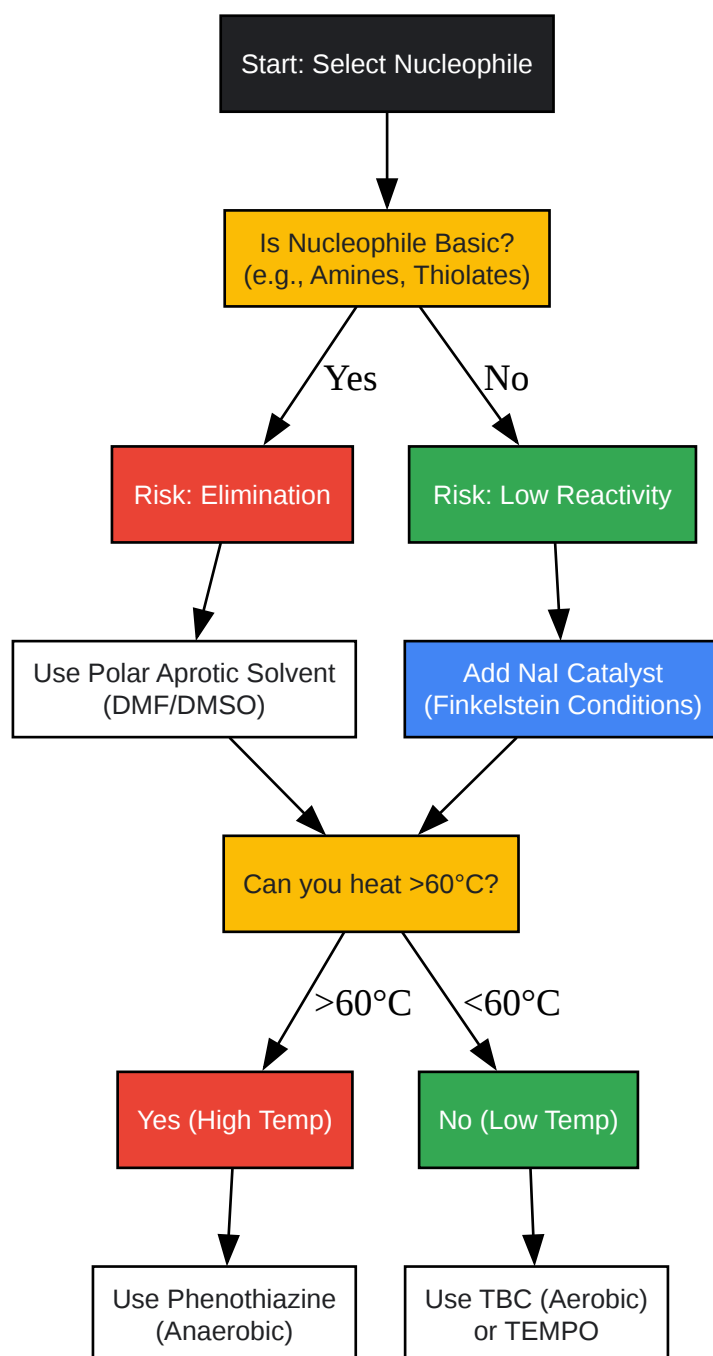 Start: Select Nucleophile
Is Nucleophile Basic?
(e.g., Amines, Thiolates)
Yes
No
Risk: Elimination
Risk: Low Reactivity
Use Polar Aprotic Solvent
(DMF/DMSO)
Add NaI Catalyst
(Finkelstein Conditions)
Can you heat >60°C?
>60°C
<60°C
Yes (High Temp)
No (Low Temp)
Use Phenothiazine
(Anaerobic)
Use TBC (Aerobic)
or TEMPO